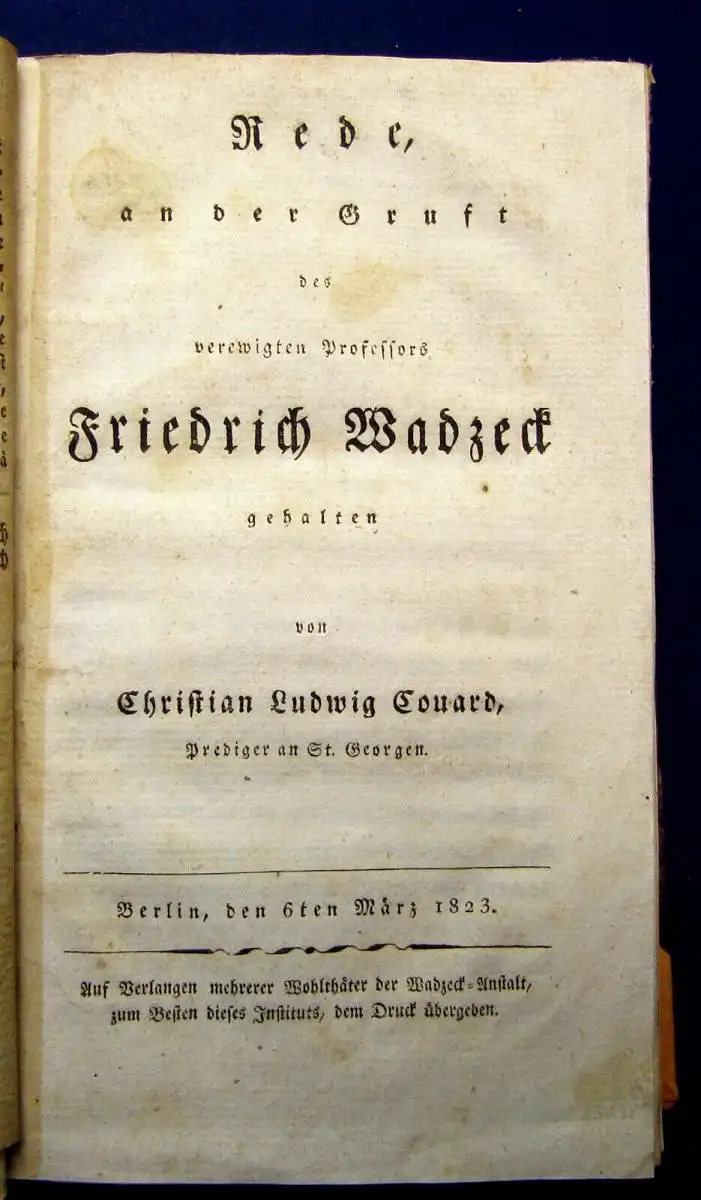 Rede,
an der Gruft
des
verewigten Professors
Friedrich Wadzeck
gehalten
von
Christian Ludwig Couard,
Prediger an St. Georgen.
Berlin, den 6ten März 1823.
Auf Verlangen mehrerer Wohlthäter der Wadzeck-Anstalt,
zum Besten dieses Instituts, dem Druck übergeben.